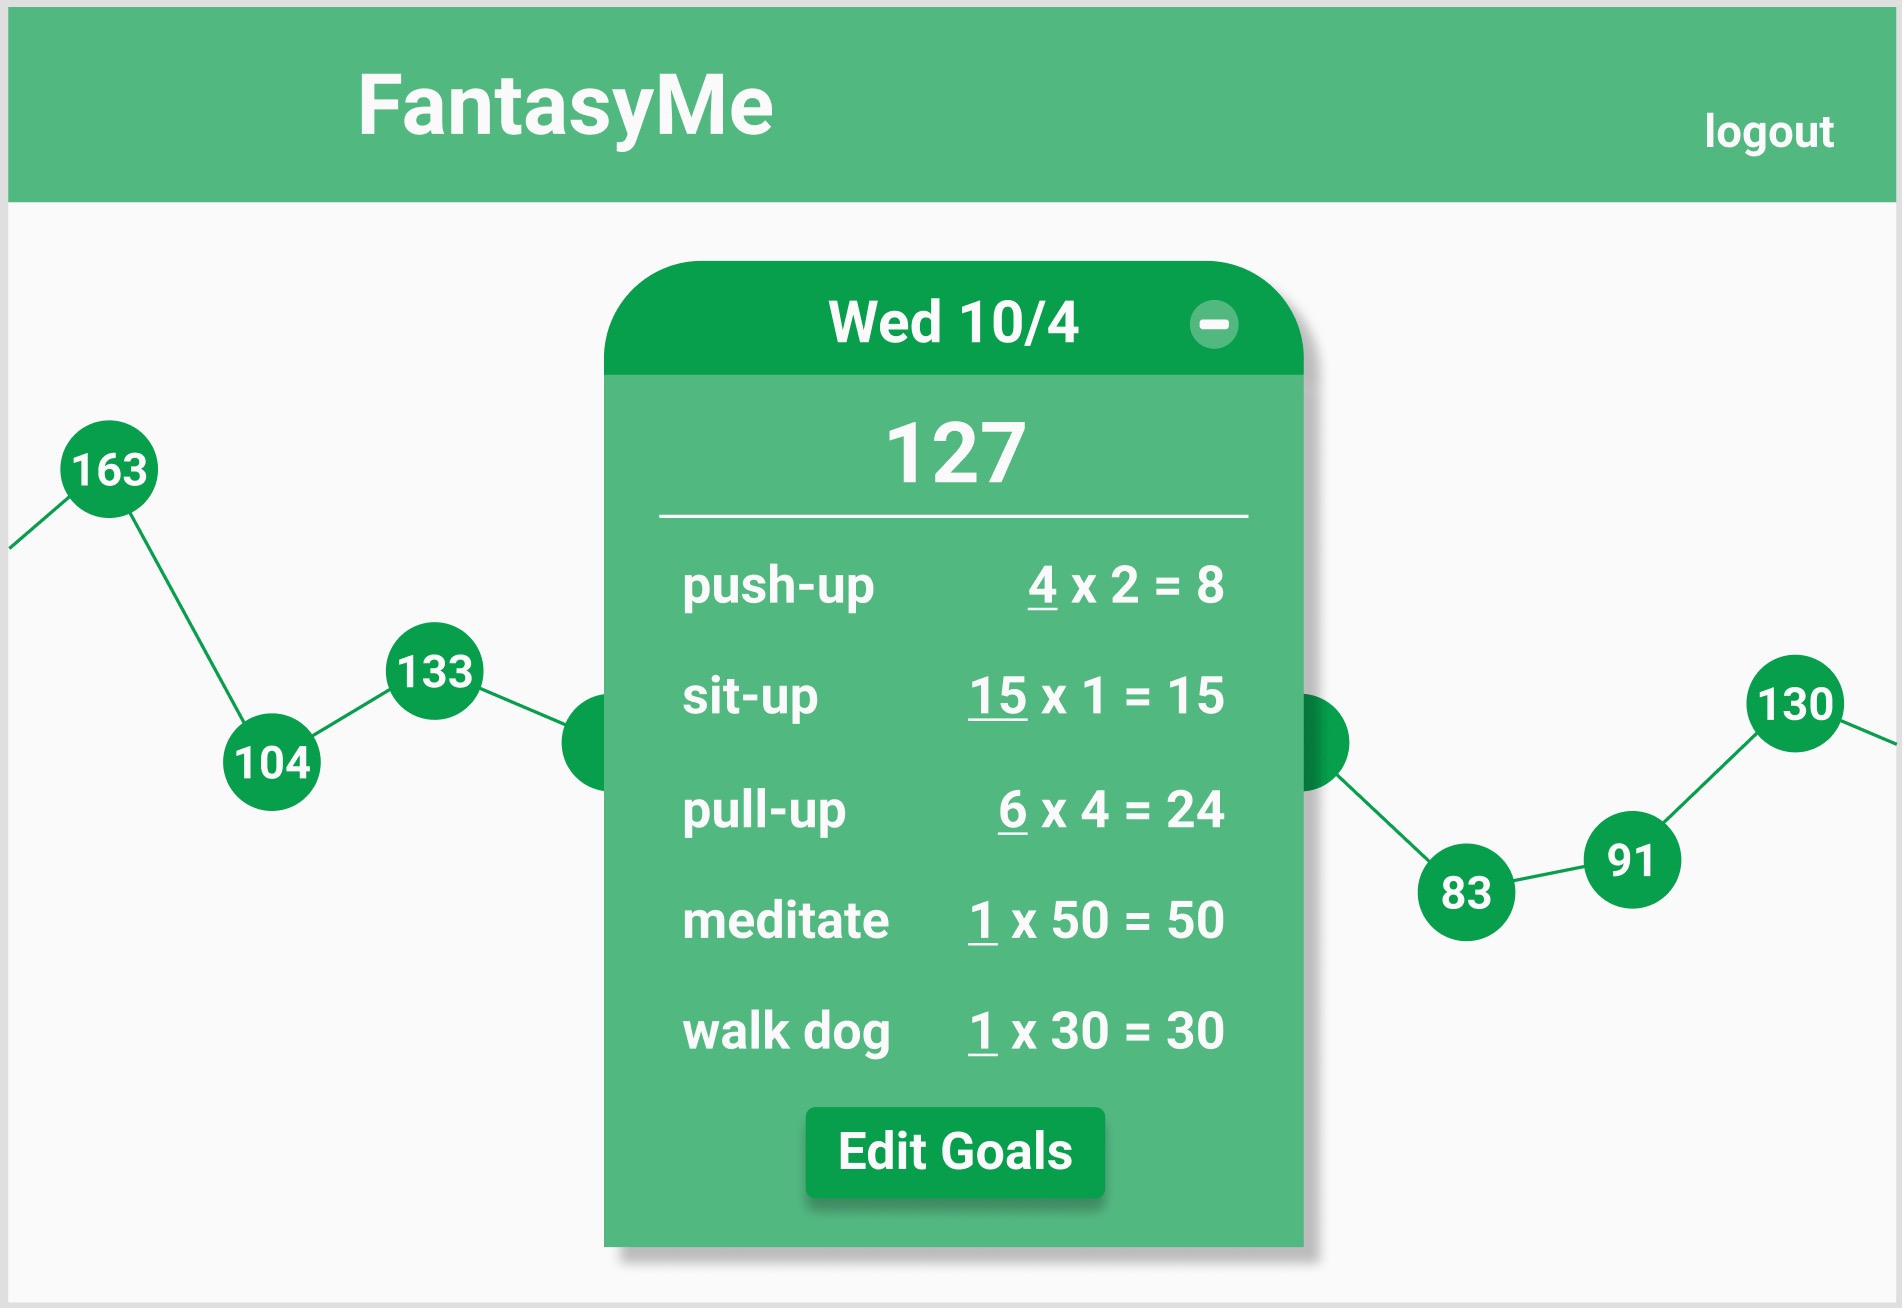 FantasyMe
logout
Wed 10/4
127
push-up 4 x 2 = 8
sit-up 15 x 1 = 15
pull-up 6 x 4 = 24
meditate 1 x 50 = 50
walk dog 1 x 30 = 30
Edit Goals
163
104
133
83
91
130